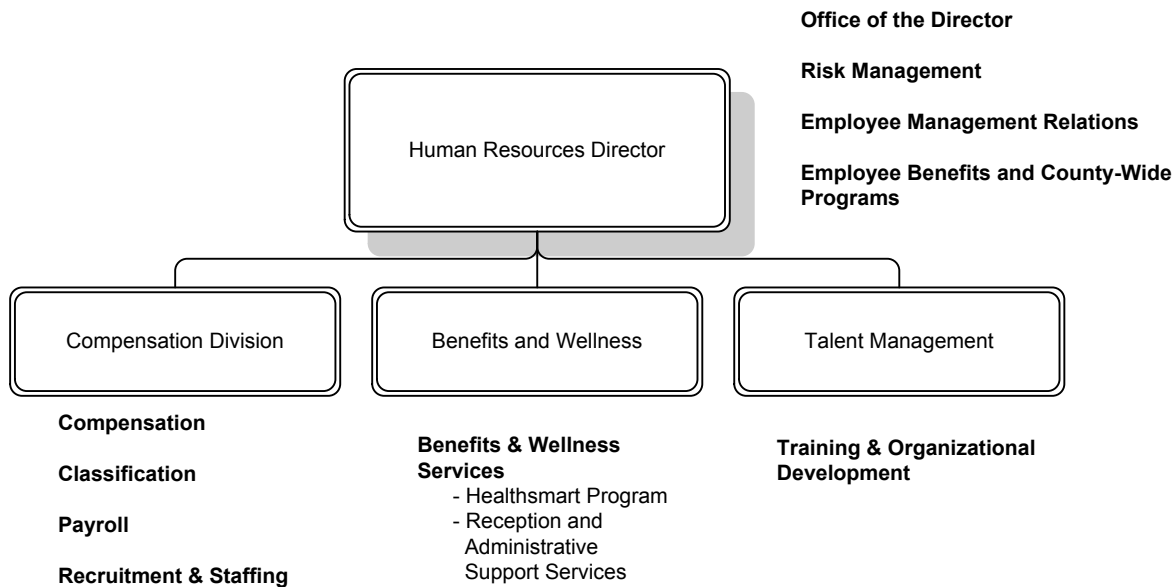 Office of the Director
Risk Management
Employee Management Relations
Employee Benefits and County-Wide
Programs
Human Resources Director
Compensation Division
Benefits and Wellness
Talent Management
Compensation
Classification
Payroll
Recruitment & Staffing
Benefits & Wellness
Services
- Healthsmart Program
- Reception and
Administrative
Support Services
Training & Organizational
Development